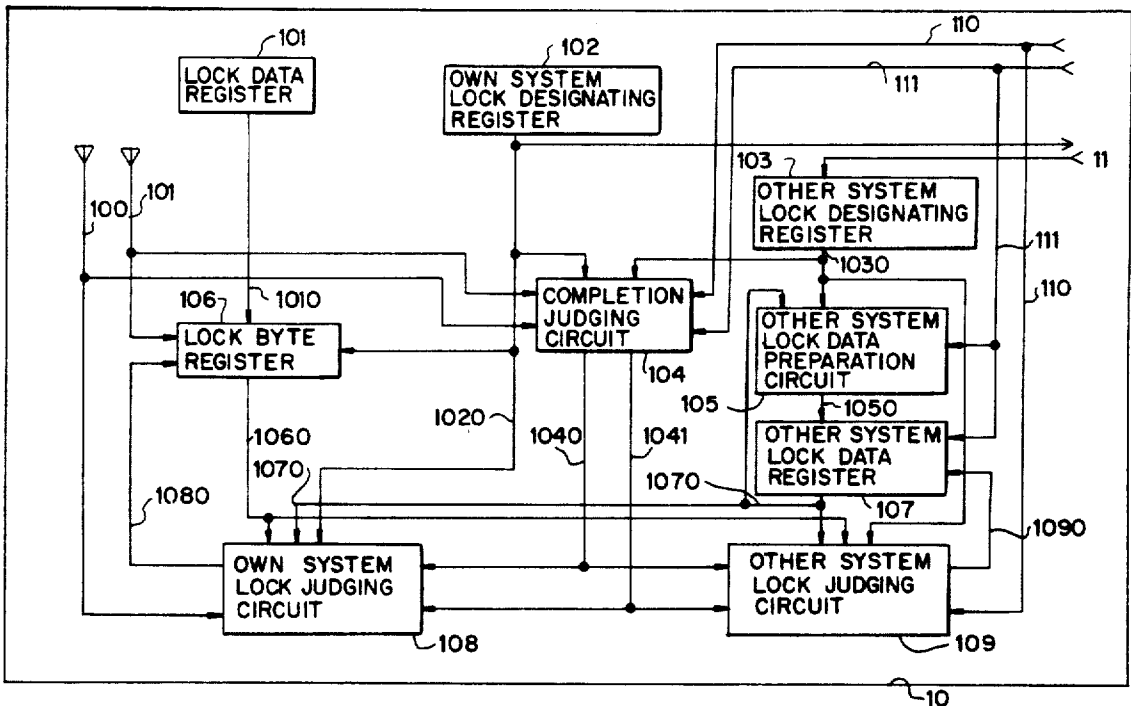 101
LOCK DATA
REGISTER
102
OWN SYSTEM
LOCK DESIGNATING
REGISTER
110
111
11
103
OTHER SYSTEM
LOCK DESIGNATING
REGISTER
100
101
1030
111
110
1010
106
LOCK BYTE
REGISTER
COMPLETION
JUDGING
CIRCUIT
104
OTHER SYSTEM
LOCK DATA
PREPARATION
CIRCUIT
105
1050
1020
1040
1041
1060
1070
OTHER SYSTEM
LOCK DATA
REGISTER
107
1070
1080
1090
OWN SYSTEM
LOCK JUDGING
CIRCUIT
108
OTHER SYSTEM
LOCK JUDGING
CIRCUIT
109
10